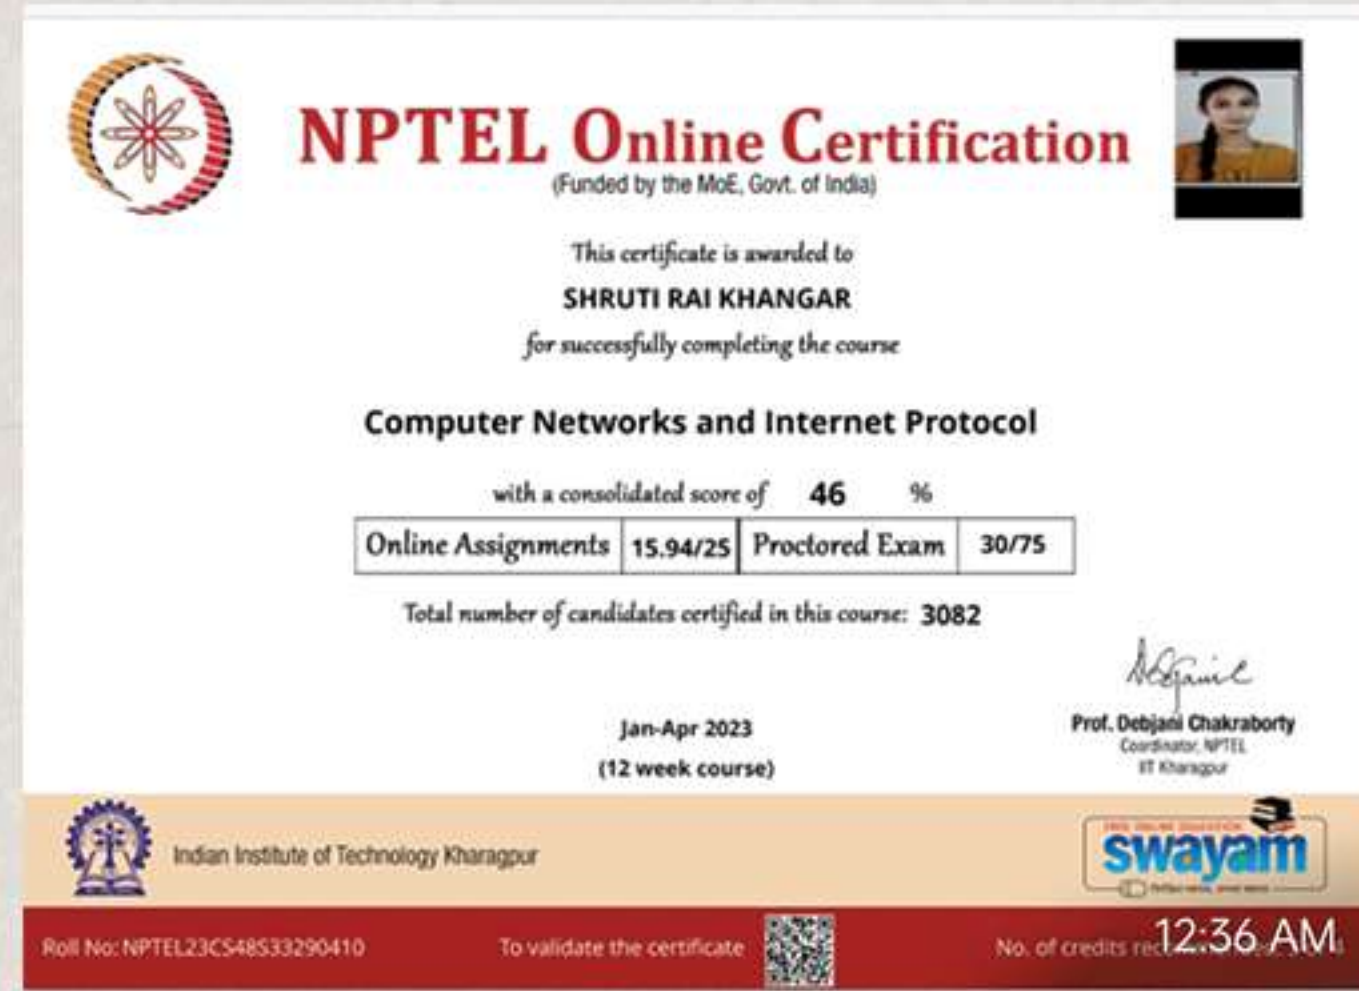 NPTEL Online Certification
(Funded by the MoE, Govt. of India)
This certificate is awarded to
SHRUTI RAI KHANGAR
for successfully completing the course
Computer Networks and Internet Protocol
with a consolidated score of 46 %
Online Assignments 15.94/25 Proctored Exam 30/75
Total number of candidates certified in this course: 3082
Jan-Apr 2023
(12 week course)
Prof. Debjani Chakraborty
Coordinator, NPTEL
IIT Kharagpur
Indian Institute of Technology Kharagpur
FREE ONLINE EDUCATION
swayam
Roll No: NPTEL23CS48S33290410
To validate the certificate
No. of credits
12:36 AM